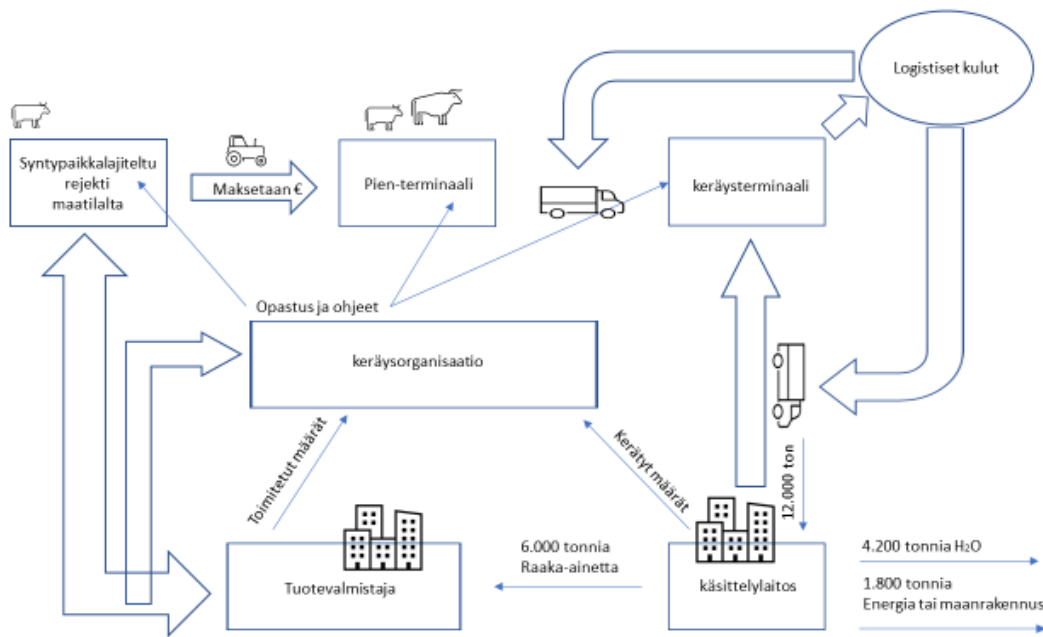 Logistiset kulut
Syntypaikkalajiteltu
rejekti
maatilalta
Maksetaan €
Pien-terminaali
keräysterminaali
Opastus ja ohjeet
keräysorganisaatio
Toimitetut määrät
Kerätyt määrät
12.000 ton
6.000 tonnia
Raaka-ainetta
Tuotevalmistaja
käsittelylaitos
4.200 tonnia H₂O
1.800 tonnia
Energia tai maanrakennus